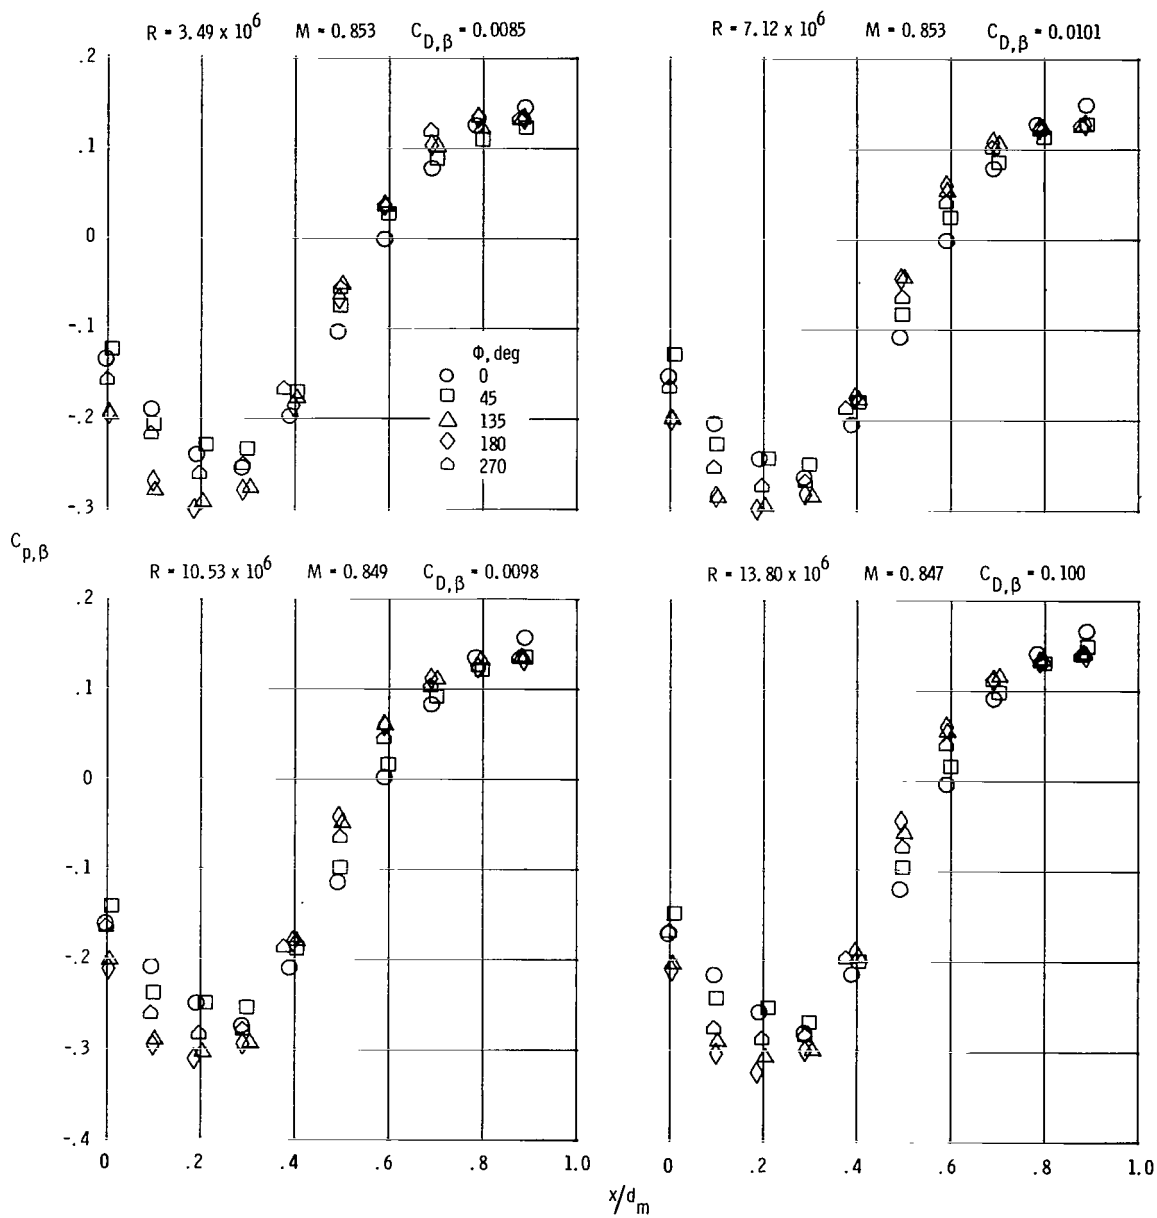 R = 3.49 x 10^6 M = 0.853 C_D,β = 0.0085
R = 7.12 x 10^6 M = 0.853 C_D,β = 0.0101
.2
.1
0
-.1
-.2
-.3
Φ, deg
0
45
135
180
270
C_p,β
R = 10.53 x 10^6 M = 0.849 C_D,β = 0.0098
R = 13.80 x 10^6 M = 0.847 C_D,β = 0.100
.2
.1
0
-.1
-.2
-.3
-.4
0 .2 .4 .6 .8 1.0
0 .2 .4 .6 .8 1.0
x/d_m